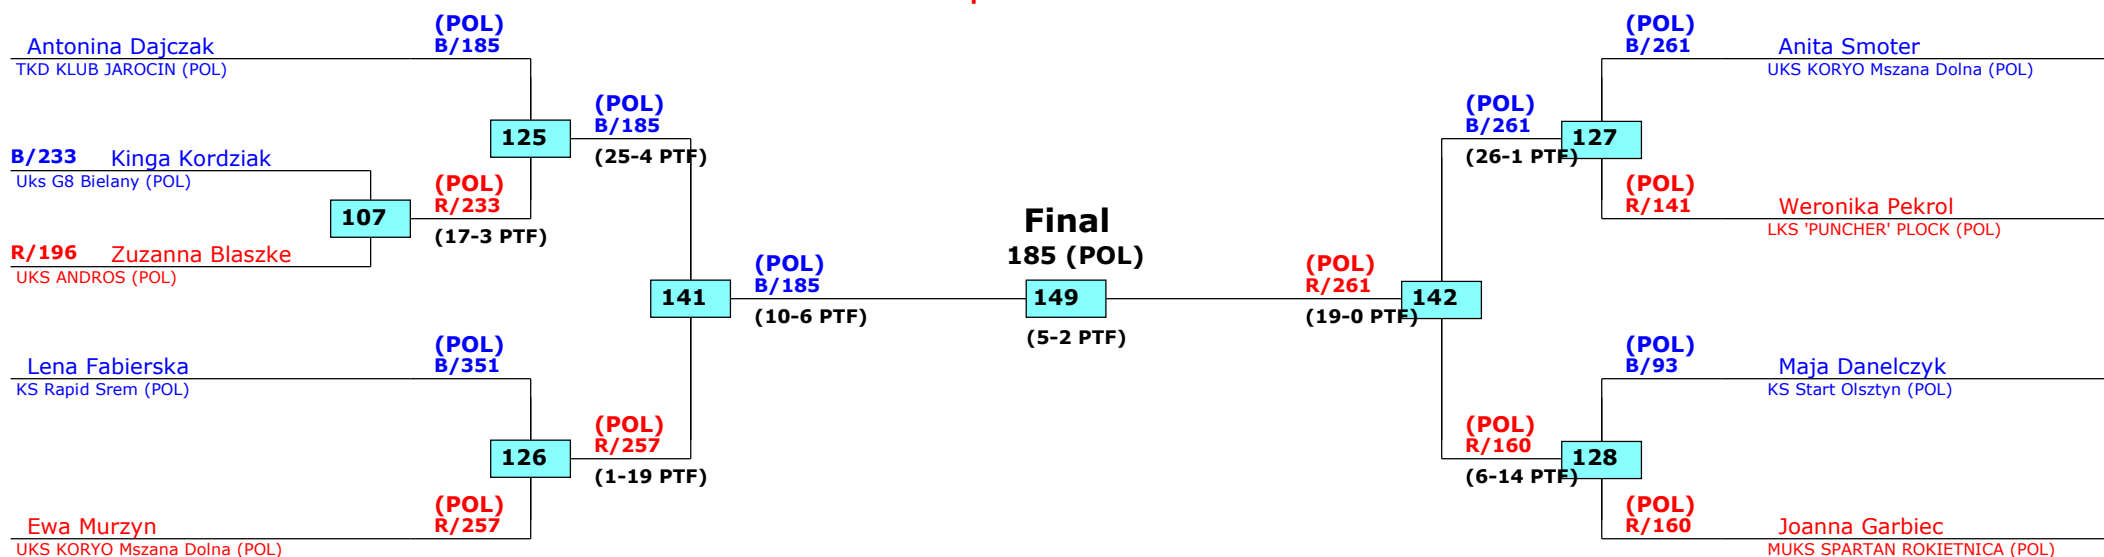 (POL)
Antonina Dajczak B/185
TKD KLUB JAROCIN (POL)
(POL)
B/185
125
(25-4 PTF)
B/233 Kinga Kordziak
Uks G8 Bielany (POL)
(POL)
R/233
107
(17-3 PTF)
R/196 Zuzanna Blaszke
UKS ANDROS (POL)
(POL)
B/185
141
(10-6 PTF)
(POL)
Lena Fabierska B/351
KS Rapid Srem (POL)
(POL)
R/257
126
(1-19 PTF)
(POL)
Ewa Murzyn R/257
UKS KORYO Mszana Dolna (POL)
Final
185 (POL)
149
(5-2 PTF)
(POL)
B/261 Anita Smoter
UKS KORYO Mszana Dolna (POL)
(POL)
B/261
127
(26-1 PTF)
(POL)
R/141 Weronika Pekrol
LKS 'PUNCHER' PLOCK (POL)
(POL)
R/261
142
(19-0 PTF)
(POL)
B/93 Maja Danelczyk
KS Start Olsztyn (POL)
(POL)
R/160
128
(6-14 PTF)
(POL)
R/160 Joanna Garbiec
MUKS SPARTAN ROKIETNICA (POL)